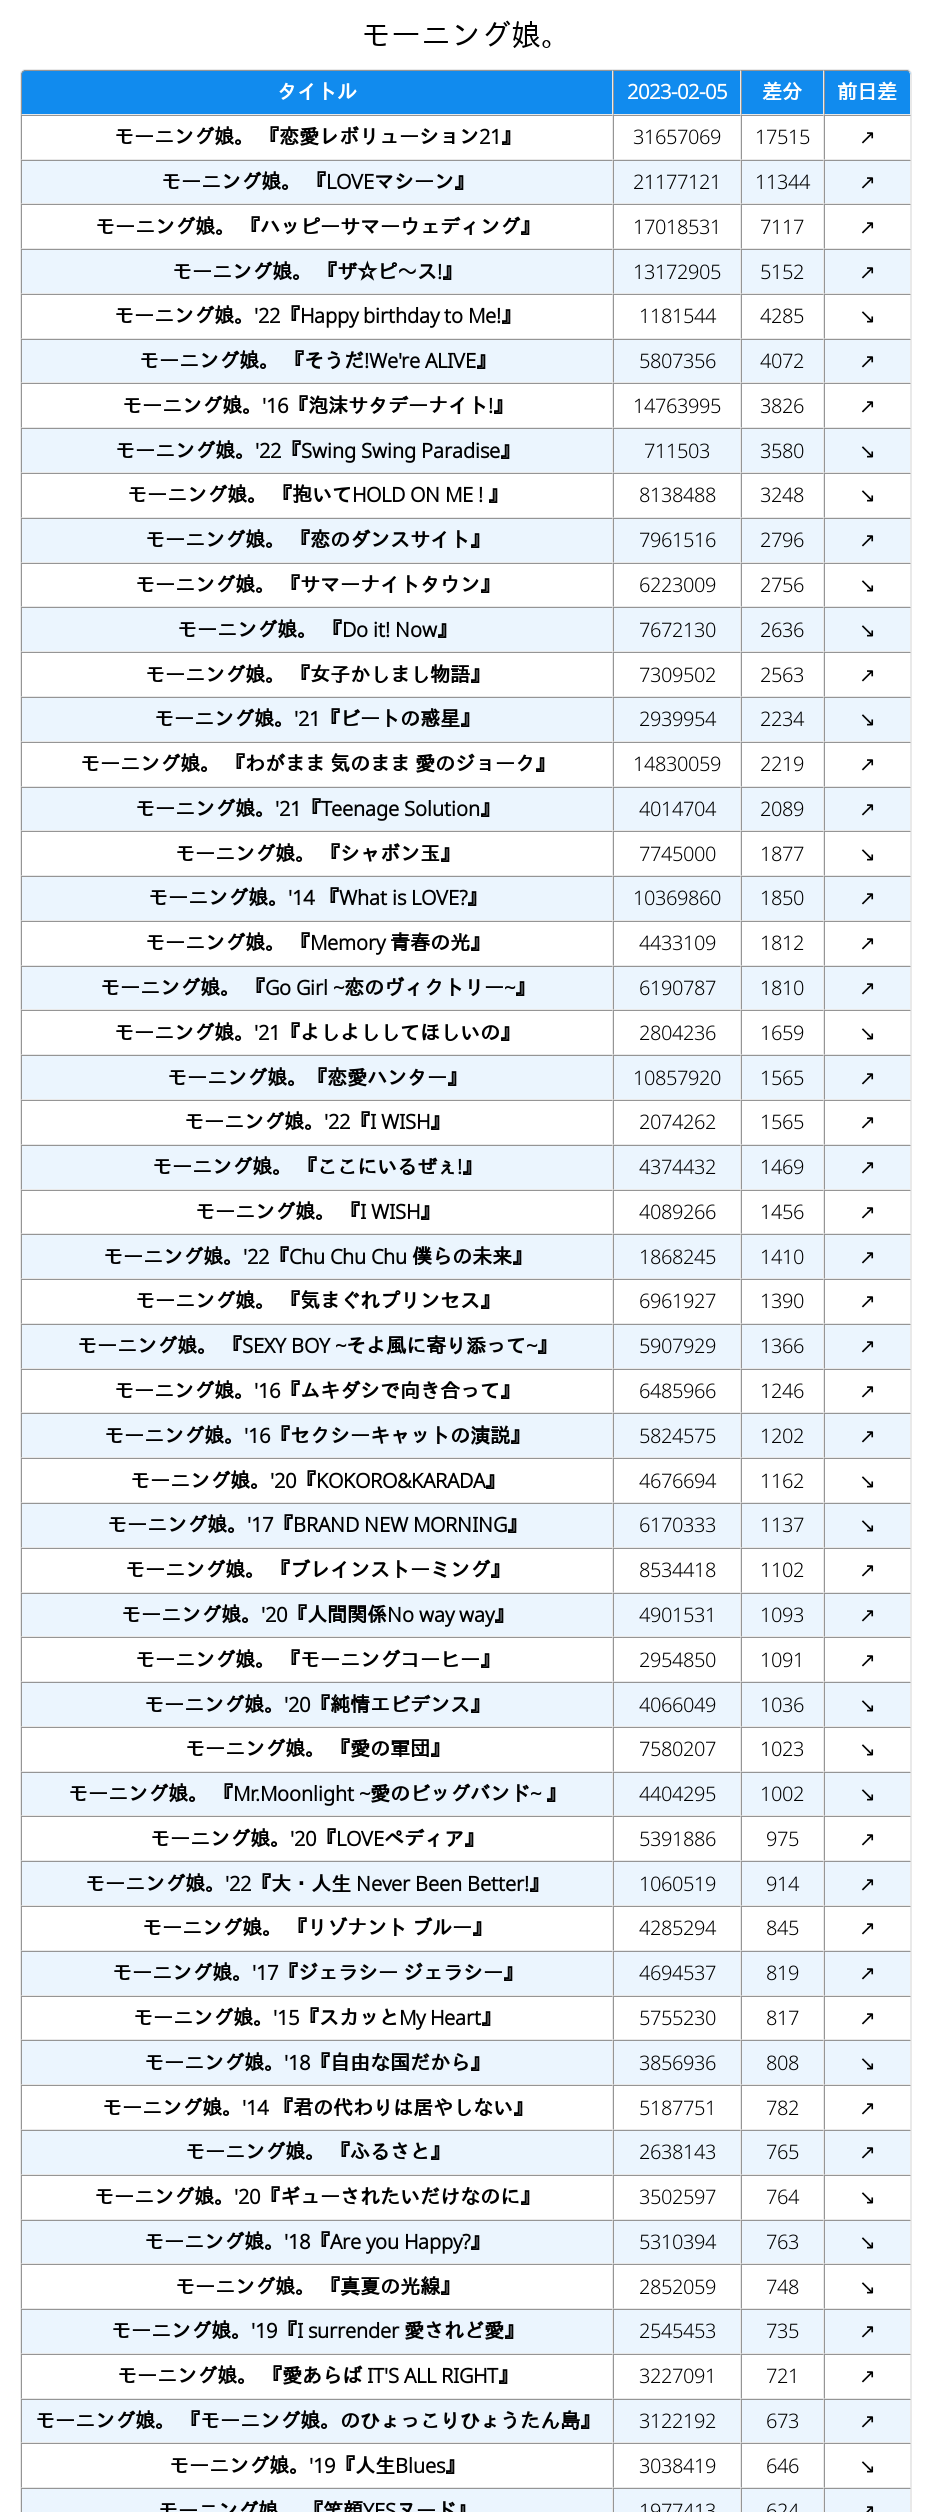 モーニング娘。
タイトル 2023-02-05 差分 前日差
モーニング娘。 『恋愛レボリューション21』 31657069 17515 ↗
モーニング娘。 『LOVEマシーン』 21177121 11344 ↗
モーニング娘。 『ハッピーサマーウェディング』 17018531 7117 ↗
モーニング娘。 『ザ☆ピ〜ス!』 13172905 5152 ↗
モーニング娘。'22『Happy birthday to Me!』 1181544 4285 ↘
モーニング娘。 『そうだ!We're ALIVE』 5807356 4072 ↗
モーニング娘。'16『泡沫サタデーナイト!』 14763995 3826 ↗
モーニング娘。'22『Swing Swing Paradise』 711503 3580 ↘
モーニング娘。 『抱いてHOLD ON ME ! 』 8138488 3248 ↘
モーニング娘。 『恋のダンスサイト』 7961516 2796 ↗
モーニング娘。 『サマーナイトタウン』 6223009 2756 ↘
モーニング娘。 『Do it! Now』 7672130 2636 ↘
モーニング娘。 『女子かしまし物語』 7309502 2563 ↗
モーニング娘。'21『ビートの惑星』 2939954 2234 ↘
モーニング娘。 『わがまま 気のまま 愛のジョーク』 14830059 2219 ↗
モーニング娘。'21『Teenage Solution』 4014704 2089 ↗
モーニング娘。 『シャボン玉』 7745000 1877 ↘
モーニング娘。'14 『What is LOVE?』 10369860 1850 ↗
モーニング娘。 『Memory 青春の光』 4433109 1812 ↗
モーニング娘。 『Go Girl ~恋のヴィクトリー~』 6190787 1810 ↗
モーニング娘。'21『よしよししてほしいの』 2804236 1659 ↘
モーニング娘。『恋愛ハンター』 10857920 1565 ↗
モーニング娘。'22『I WISH』 2074262 1565 ↗
モーニング娘。 『ここにいるぜぇ!』 4374432 1469 ↗
モーニング娘。 『I WISH』 4089266 1456 ↗
モーニング娘。'22『Chu Chu Chu 僕らの未来』 1868245 1410 ↗
モーニング娘。 『気まぐれプリンセス』 6961927 1390 ↗
モーニング娘。 『SEXY BOY ~そよ風に寄り添って~』 5907929 1366 ↗
モーニング娘。'16『ムキダシで向き合って』 6485966 1246 ↗
モーニング娘。'16『セクシーキャットの演説』 5824575 1202 ↗
モーニング娘。'20『KOKORO&KARADA』 4676694 1162 ↘
モーニング娘。'17『BRAND NEW MORNING』 6170333 1137 ↘
モーニング娘。 『ブレインストーミング』 8534418 1102 ↗
モーニング娘。'20『人間関係No way way』 4901531 1093 ↗
モーニング娘。 『モーニングコーヒー』 2954850 1091 ↗
モーニング娘。'20『純情エビデンス』 4066049 1036 ↘
モーニング娘。 『愛の軍団』 7580207 1023 ↘
モーニング娘。 『Mr.Moonlight ~愛のビッグバンド~ 』 4404295 1002 ↘
モーニング娘。'20『LOVEペディア』 5391886 975 ↗
モーニング娘。'22『大・人生 Never Been Better!』 1060519 914 ↗
モーニング娘。 『リゾナント ブルー』 4285294 845 ↗
モーニング娘。'17『ジェラシー ジェラシー』 4694537 819 ↗
モーニング娘。'15『スカッとMy Heart』 5755230 817 ↗
モーニング娘。'18『自由な国だから』 3856936 808 ↘
モーニング娘。'14 『君の代わりは居やしない』 5187751 782 ↗
モーニング娘。 『ふるさと』 2638143 765 ↗
モーニング娘。'20『ギューされたいだけなのに』 3502597 764 ↘
モーニング娘。'18『Are you Happy?』 5310394 763 ↘
モーニング娘。 『真夏の光線』 2852059 748 ↘
モーニング娘。'19『I surrender 愛されど愛』 2545453 735 ↗
モーニング娘。 『愛あらば IT'S ALL RIGHT』 3227091 721 ↗
モーニング娘。 『モーニング娘。のひょっこりひょうたん島』 3122192 673 ↗
モーニング娘。'19『人生Blues』 3038419 646 ↘
モーニング娘。 『笑顔YESヌード』 1977413 624 ↗